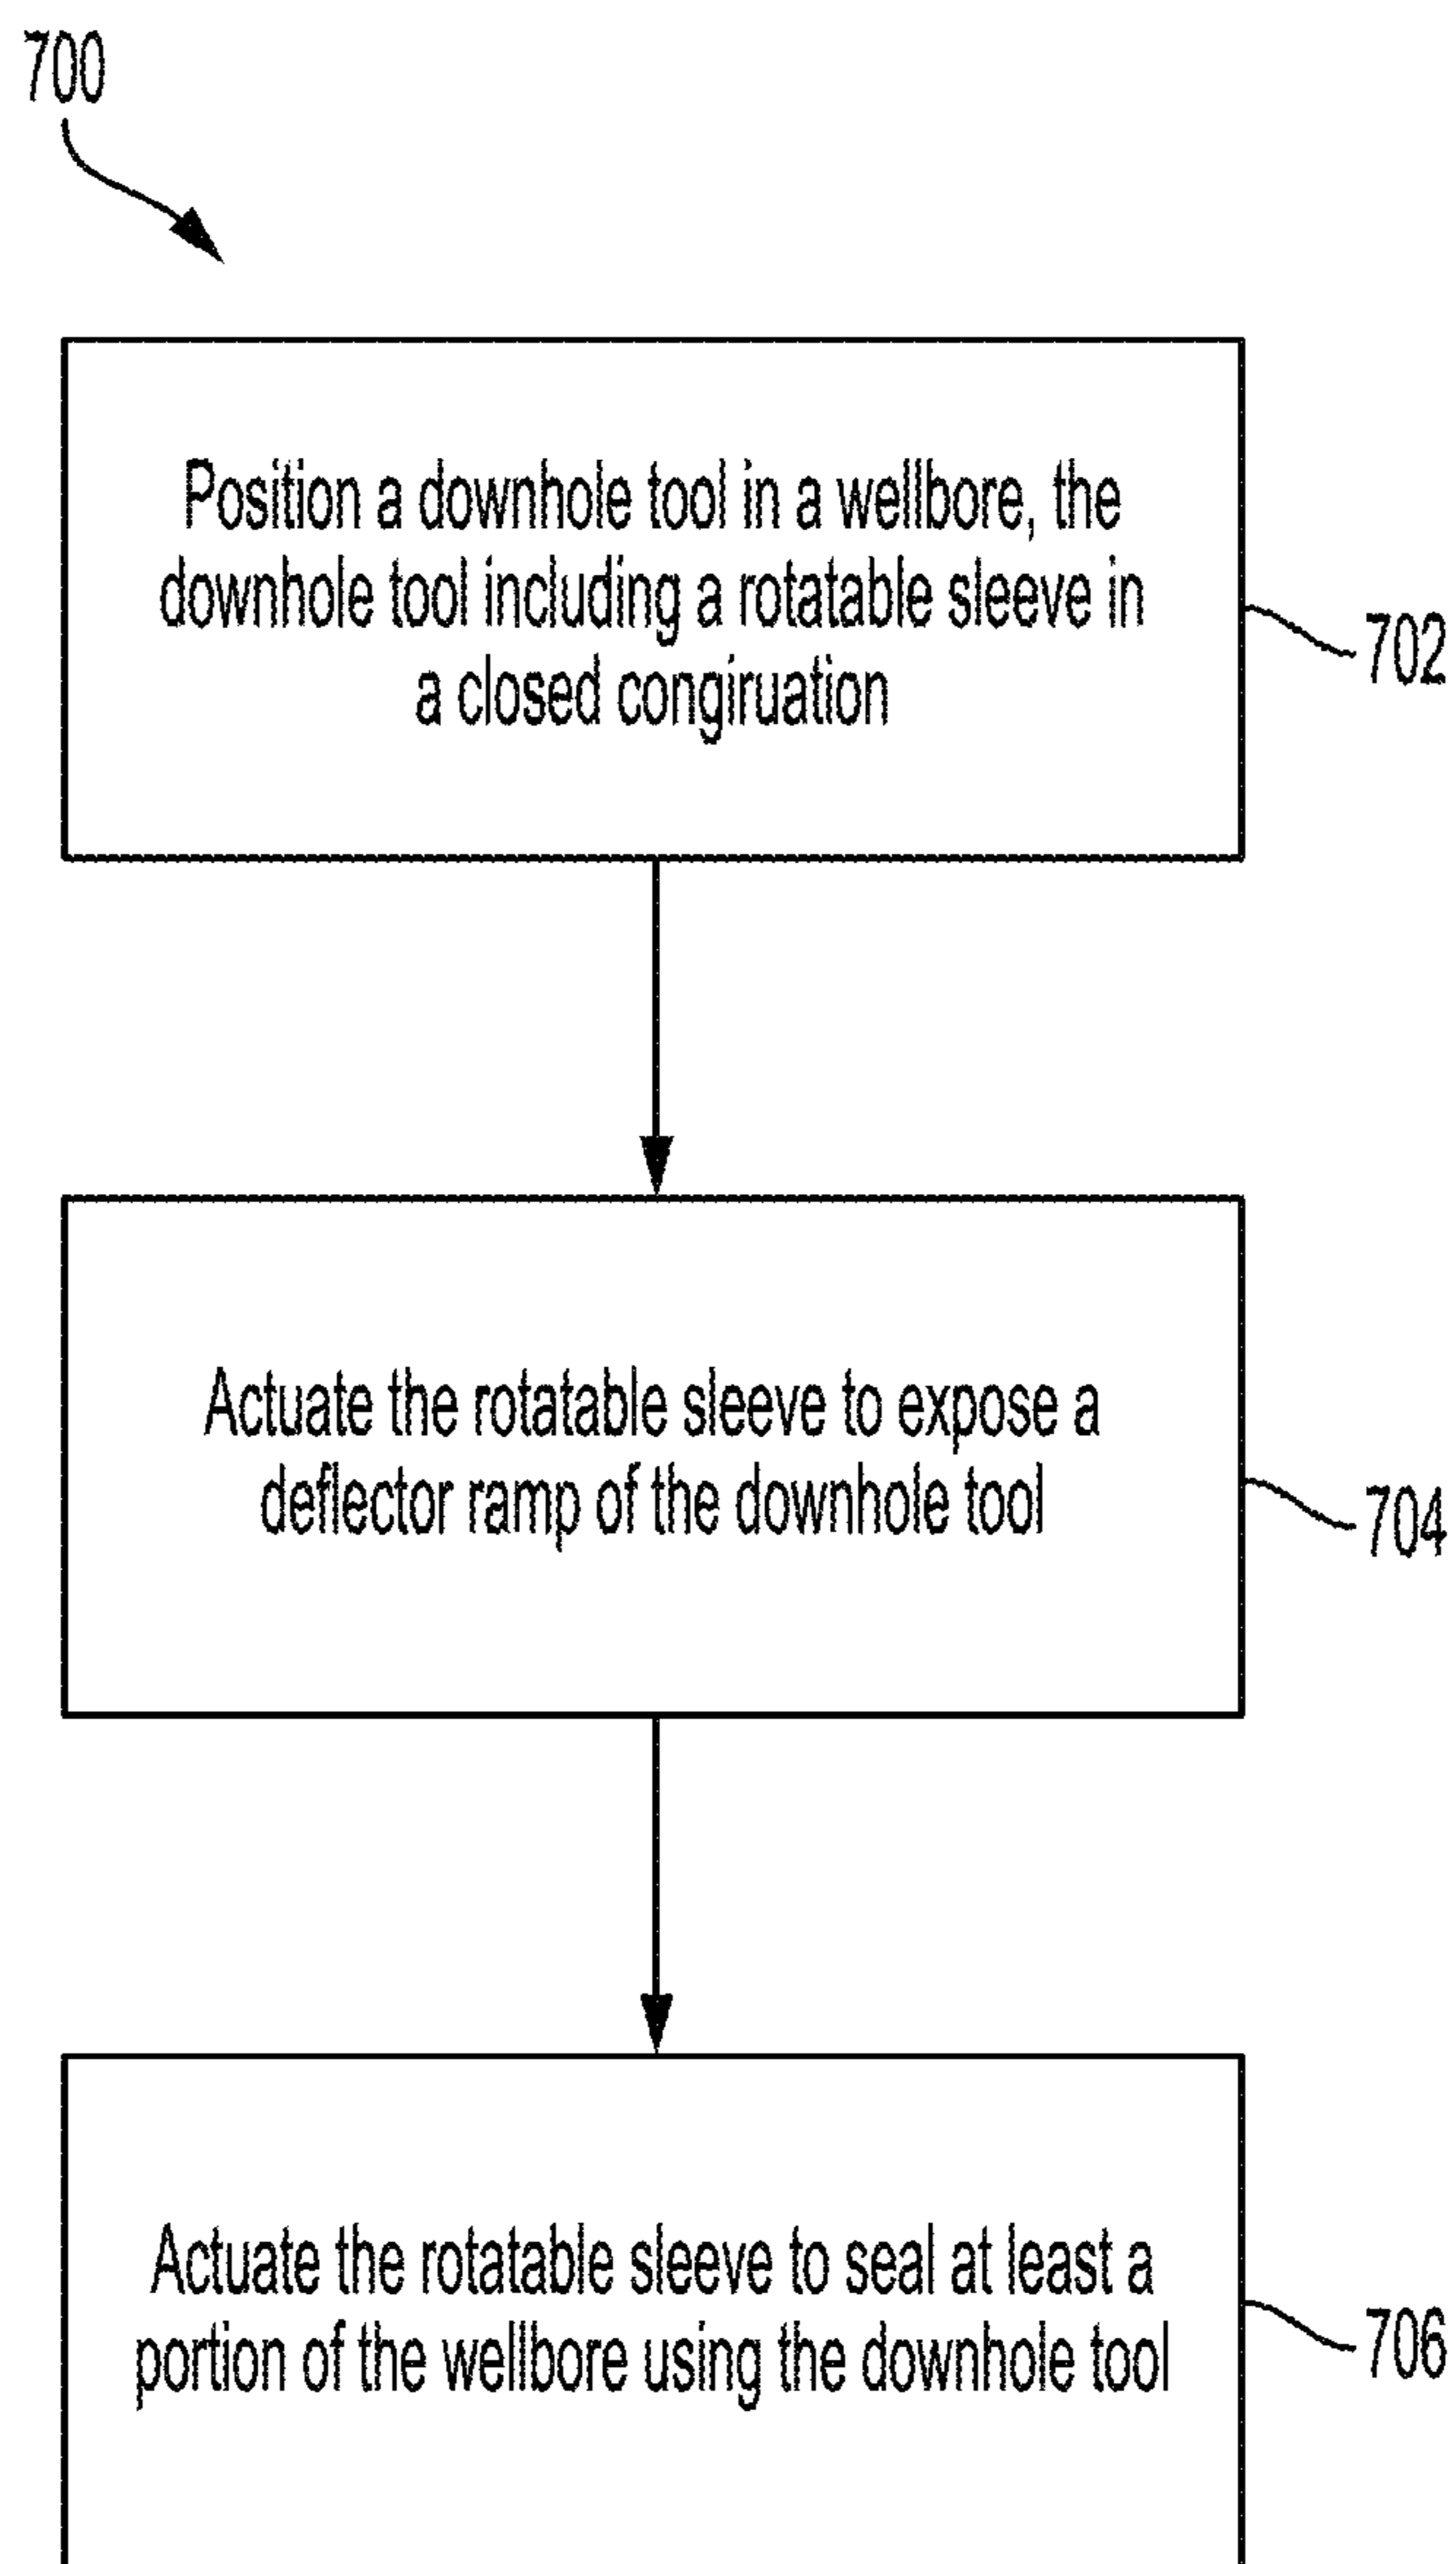 700
Position a downhole tool in a wellbore, the
downhole tool including a rotatable sleeve in
a closed congiruation
702
Actuate the rotatable sleeve to expose a
deflector ramp of the downhole tool
704
Actuate the rotatable sleeve to seal at least a
portion of the wellbore using the downhole tool
706